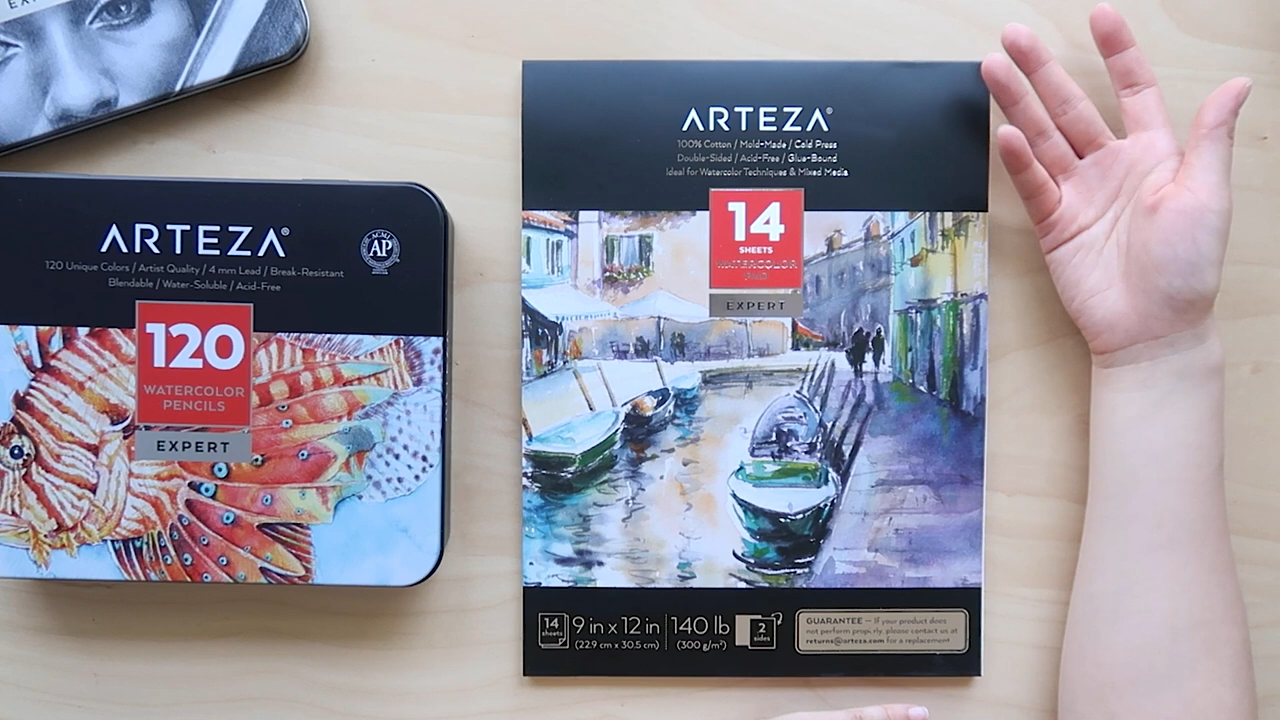 ARTEZA®
120 Unique Colors / Artist Quality / 4 mm Lead / Break-Resistant
Blendable / Water-Soluble / Acid-Free
ACMI
AP
120
WATERCOLOR
PENCILS
EXPERT
ARTEZA®
100% Cotton / Mold-Made / Cold Press
Double-Sided / Acid-Free / Glue-Bound
Ideal for Watercolor Techniques & Mixed Media
14
SHEETS
WATERCOLOR
PAD
EXPERT
14
sheets
9 in x 12 in
(22.9 cm x 30.5 cm)
140 lb
(300 g/m²)
2
sides
GUARANTEE — If your product does
not perform properly, please contact us at
returns@arteza.com for a replacement